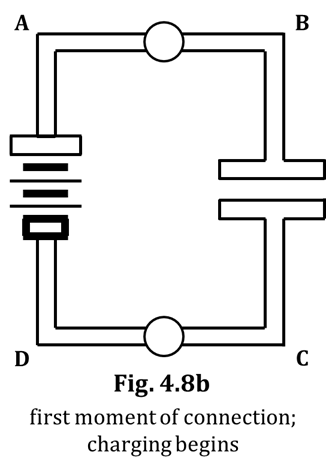 A B
D C
Fig. 4.8b
first moment of connection;
charging begins